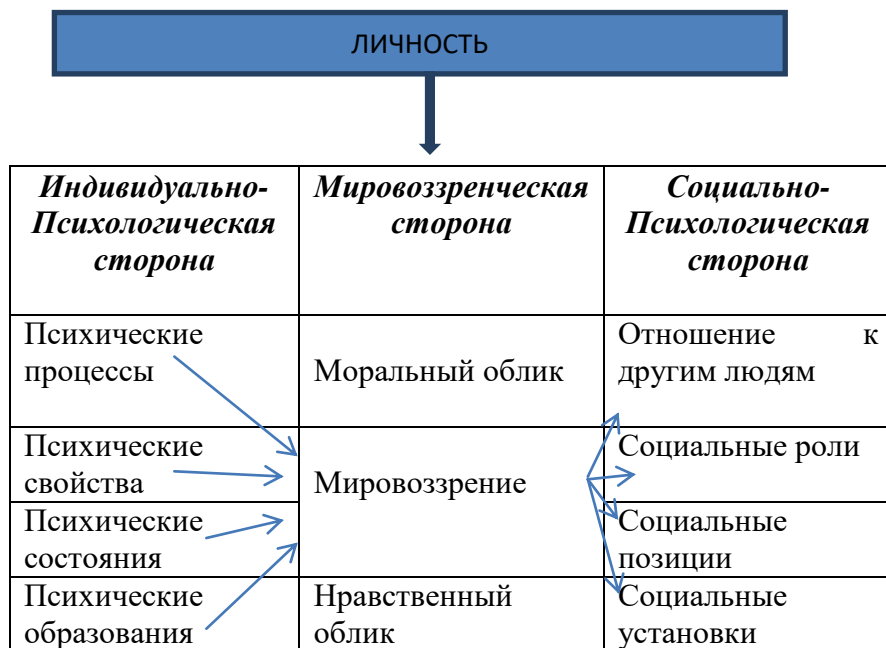 ЛИЧНОСТЬ
Индивидуально-
Психологическая
сторона
Мировоззренческая
сторона
Социально-
Психологическая
сторона
Психические
процессы
Моральный облик
Отношение к
другим людям
Психические
свойства
Мировоззрение
Социальные роли
Психические
состояния
Социальные
позиции
Психические
образования
Нравственный
облик
Социальные
установки